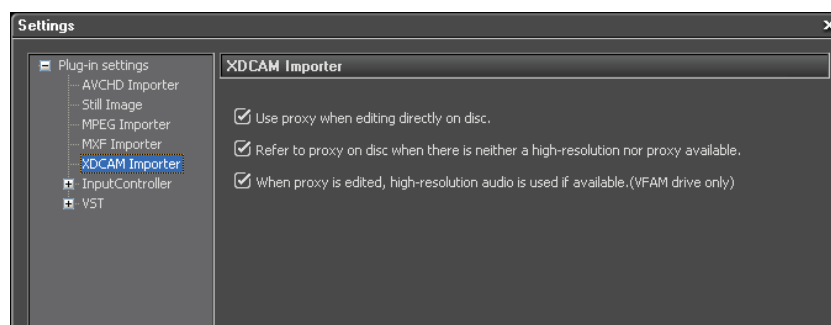 Settings
Plug-in settings
AVCHD Importer
Still Image
MPEG Importer
MXF Importer
XDCAM Importer
InputController
VST
XDCAM Importer
Use proxy when editing directly on disc.
Refer to proxy on disc when there is neither a high-resolution nor proxy available.
When proxy is edited, high-resolution audio is used if available.(VFAM drive only)